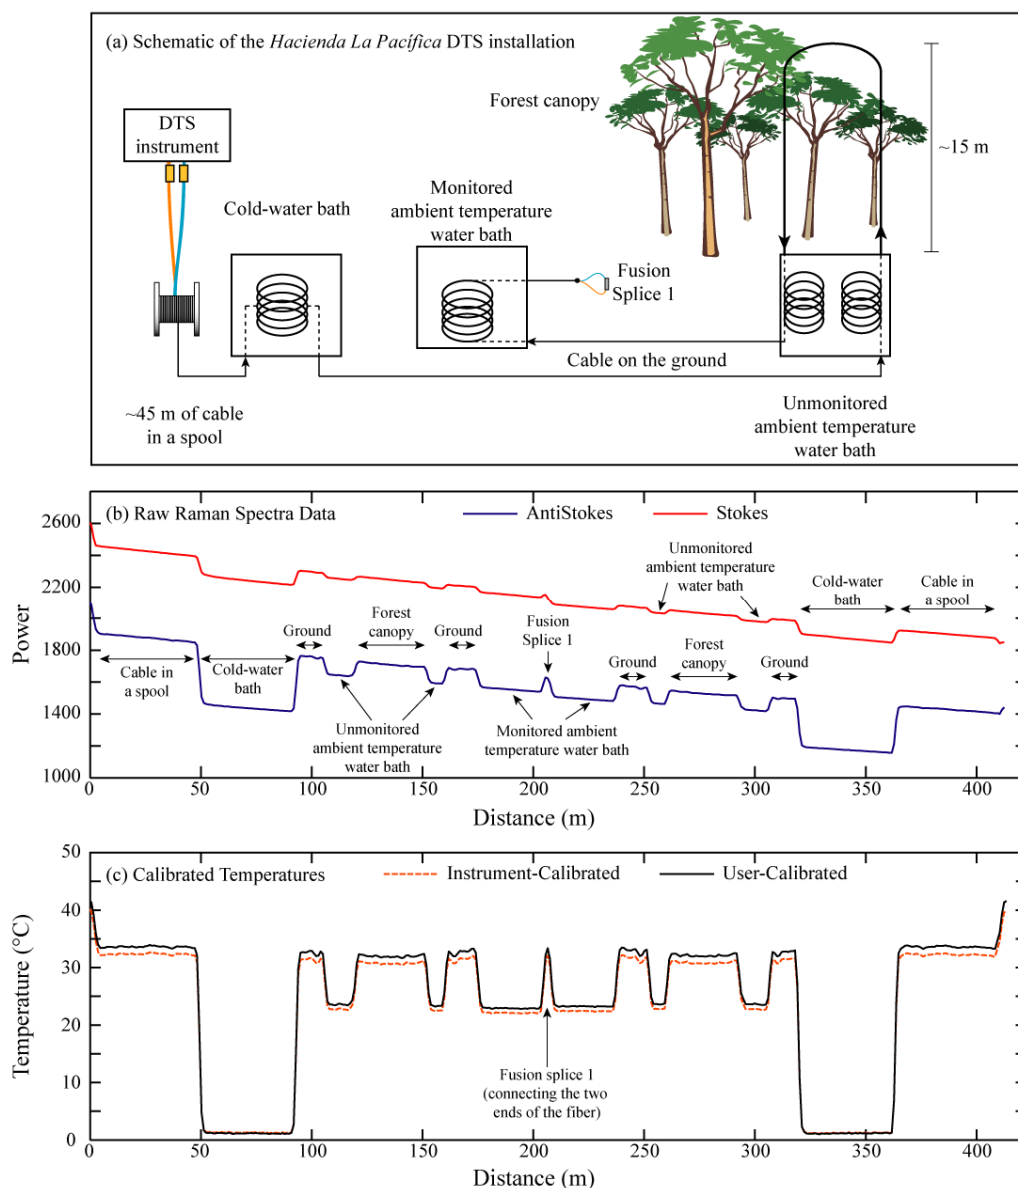 (a) Schematic of the Hacienda La Pacífica DTS installation
Forest canopy
DTS
instrument
~15 m
Cold-water bath
Monitored
ambient temperature
water bath
Fusion
Splice 1
Cable on the ground
~45 m of cable
in a spool
Unmonitored
ambient temperature
water bath
(b) Raw Raman Spectra Data
AntiStokes
Stokes
Power
2600
2200
1800
1400
1000
Cable in
a spool
Cold-water
bath
Ground
Forest
canopy
Ground
Unmonitored
ambient temperature
water bath
Fusion
Splice 1
Monitored ambient
temperature water bath
Unmonitored
ambient temperature
water bath
Ground
Forest
canopy
Ground
Cold-water
bath
Cable in
a spool
0
50
100
150
200
250
300
350
400
Distance (m)
(c) Calibrated Temperatures
Instrument-Calibrated
User-Calibrated
Temperature (°C)
50
40
30
20
10
0
Fusion splice 1
(connecting the two
ends of the fiber)
0
50
100
150
200
250
300
350
400
Distance (m)